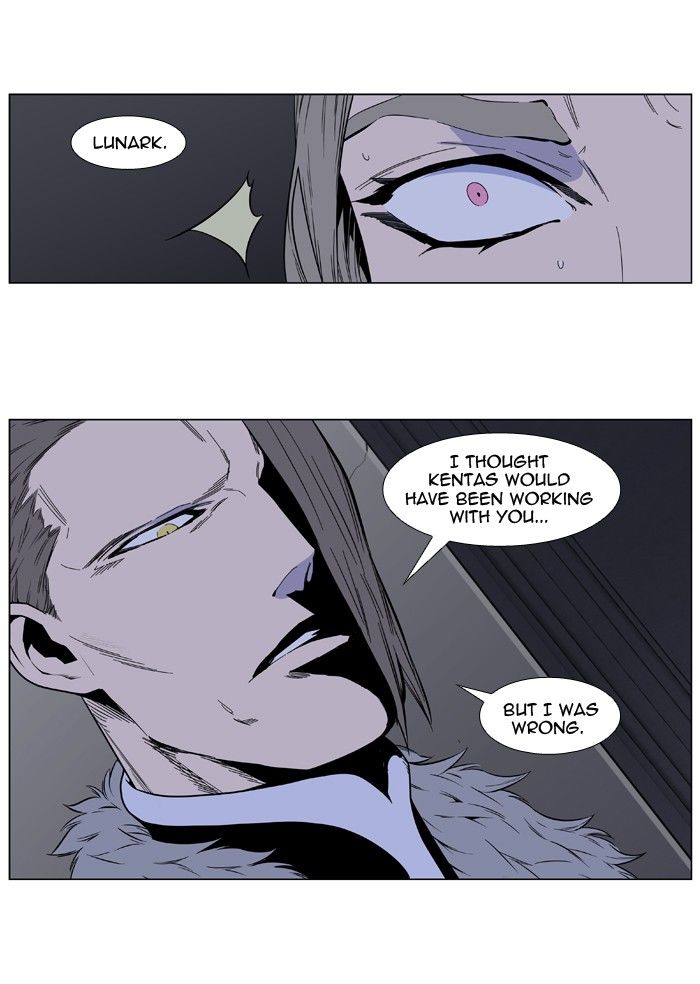 LUNARK.
I THOUGHT
KENTAS WOULD
HAVE BEEN WORKING
WITH YOU...
BUT I WAS
WRONG.